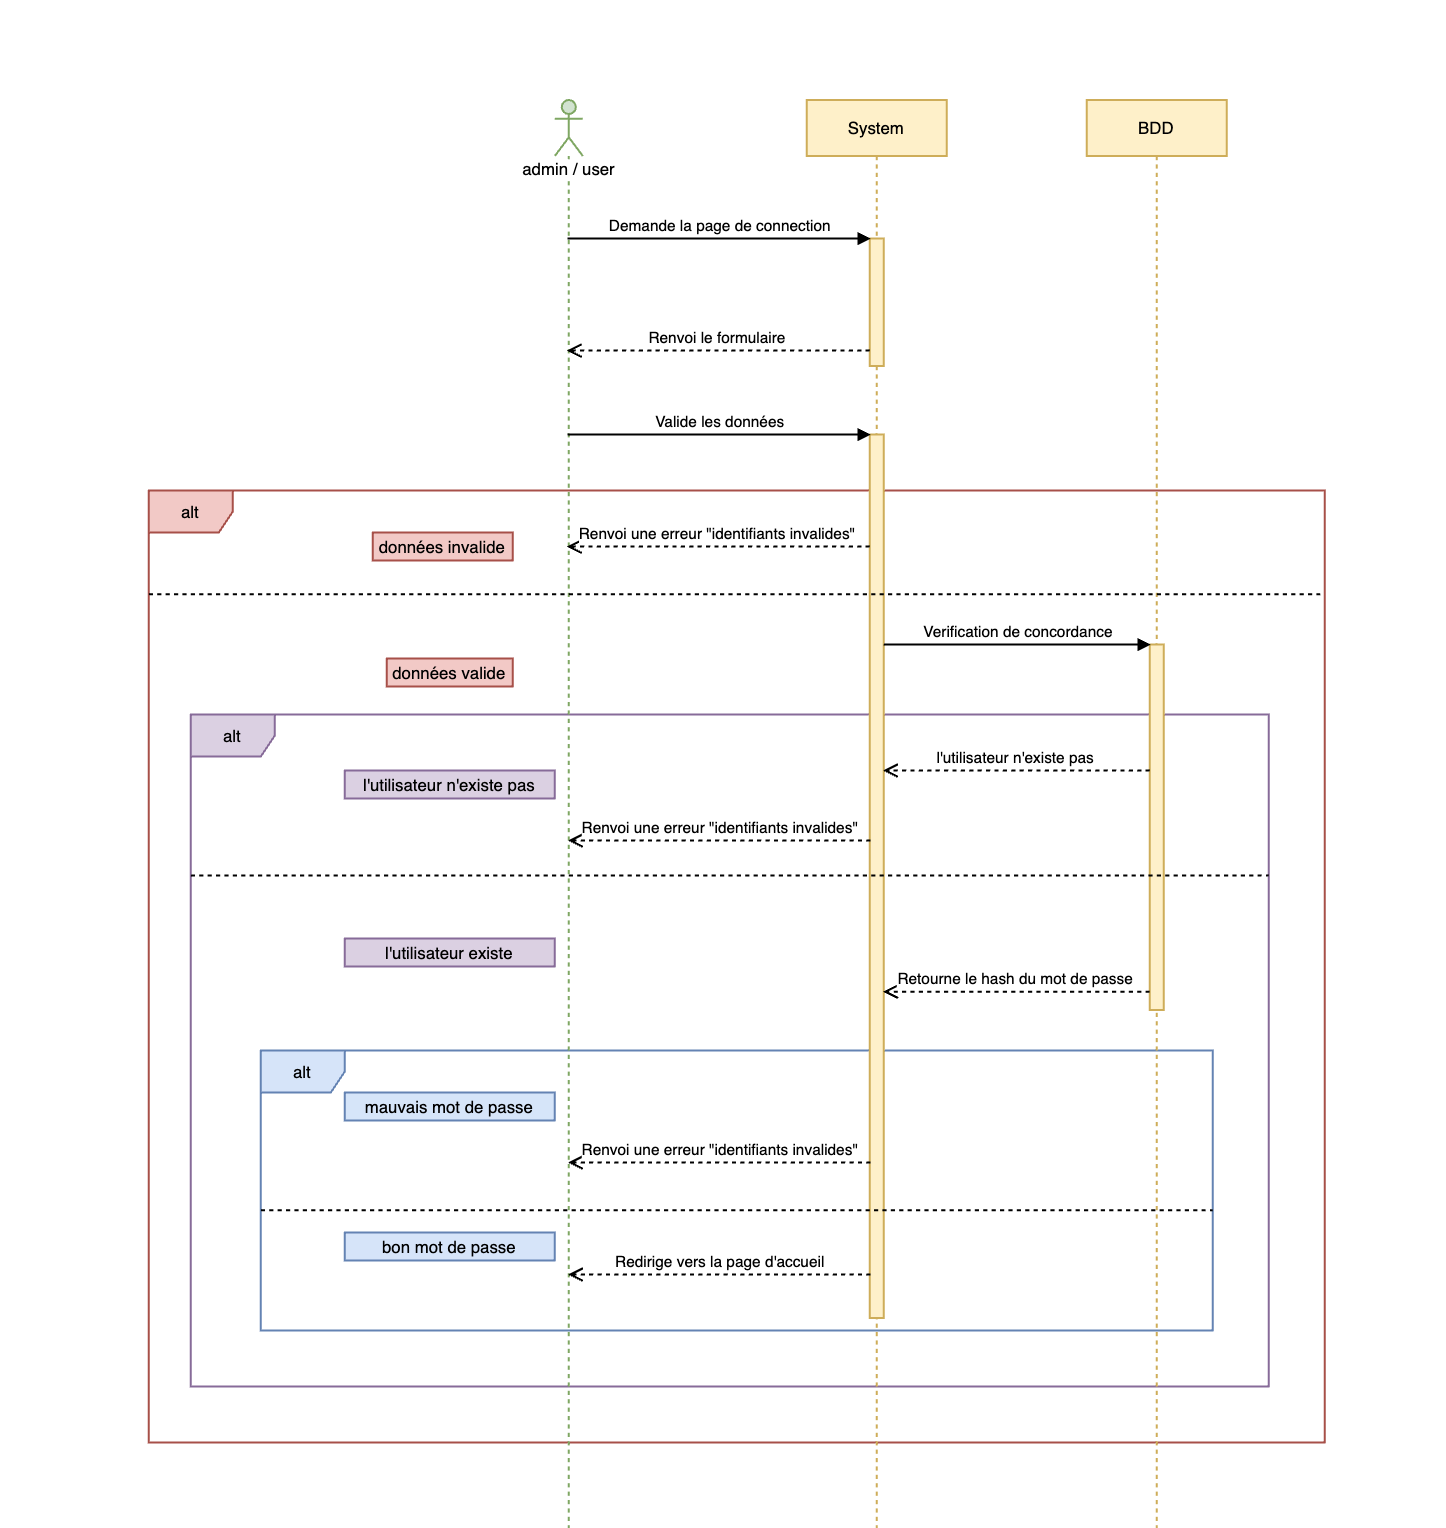 admin / user
System
BDD
Demande la page de connection
Renvoi le formulaire
Valide les données
alt
Renvoi une erreur "identifiants invalides"
données invalide
Verification de concordance
données valide
alt
l'utilisateur n'existe pas
l'utilisateur n'existe pas
Renvoi une erreur "identifiants invalides"
l'utilisateur existe
Retourne le hash du mot de passe
alt
mauvais mot de passe
Renvoi une erreur "identifiants invalides"
bon mot de passe
Redirige vers la page d'accueil